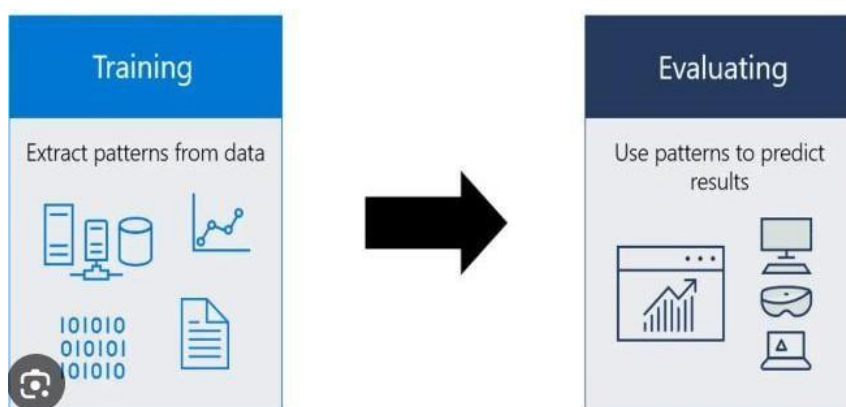 Training
Extract patterns from data
101010
010101
101010
Evaluating
Use patterns to predict
results